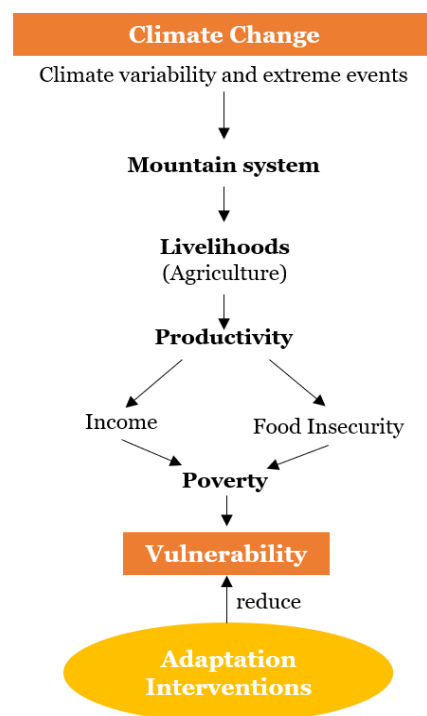 Climate Change
Climate variability and extreme events
Mountain system
Livelihoods
(Agriculture)
Productivity
Income
Food Insecurity
Poverty
Vulnerability
reduce
Adaptation
Interventions